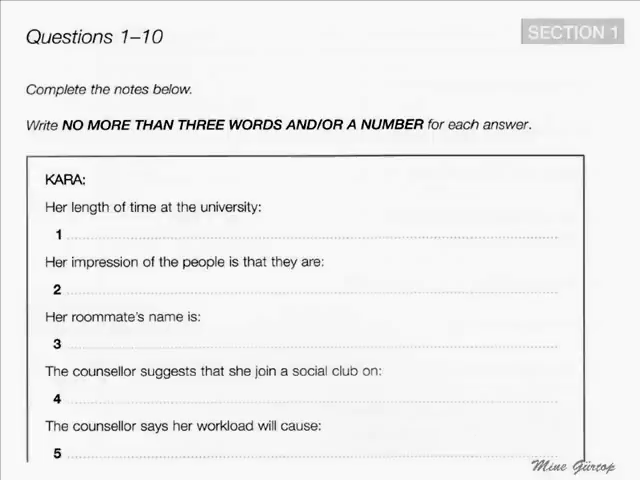 Questions 1–10
SECTION 1
Complete the notes below.
Write NO MORE THAN THREE WORDS AND/OR A NUMBER for each answer.
KARA:
Her length of time at the university:
1
Her impression of the people is that they are:
2
Her roommate's name is:
3
The counsellor suggests that she join a social club on:
4
The counsellor says her workload will cause:
5
Mine Gürtop